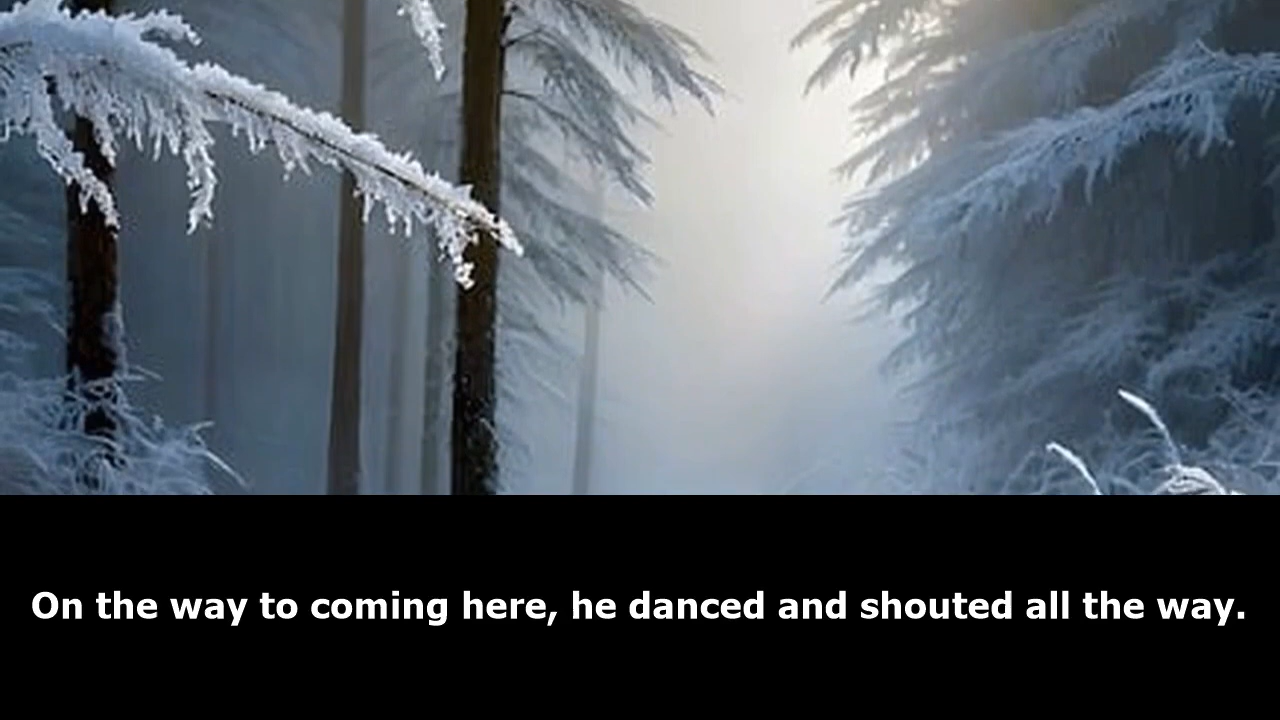 On the way to coming here, he danced and shouted all the way.